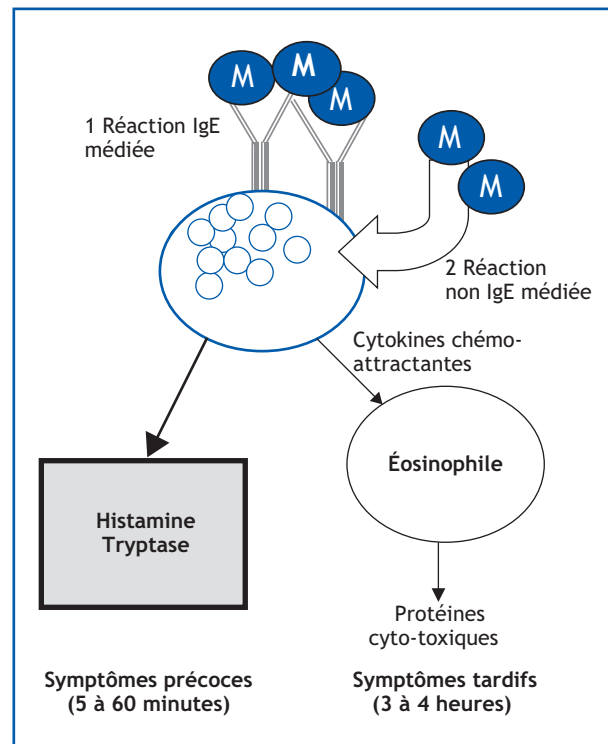 M
M
M
1 Réaction IgE
médiée
M
M
2 Réaction
non IgE médiée
Cytokines chémo-
attractantes
Éosinophile
Histamine
Tryptase
Protéines
cyto-toxiques
Symptômes précoces
(5 à 60 minutes)
Symptômes tardifs
(3 à 4 heures)